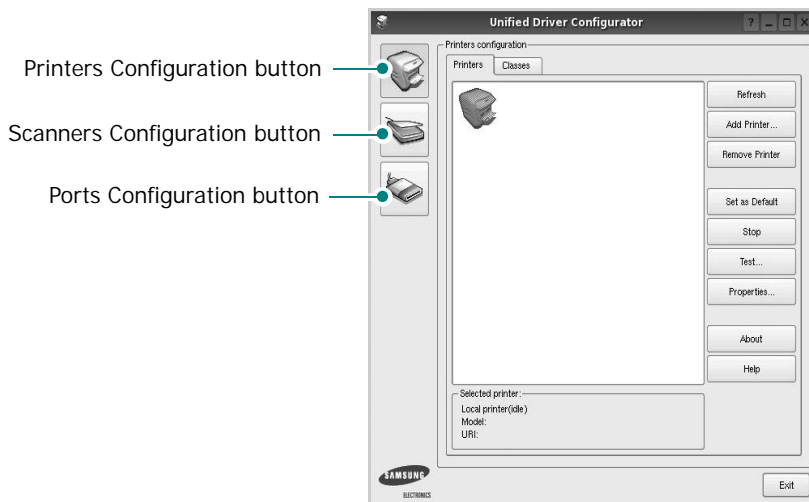 Unified Driver Configurator
?
Printers configuration
Printers Configuration button
Scanners Configuration button
Ports Configuration button
Printers
Classes
Refresh
Add Printer...
Remove Printer
Set as Default
Stop
Test...
Properties...
About
Help
Selected printer:
Local printer(idle)
Model:
URI:
SAMSUNG
ELECTRONICS
Exit